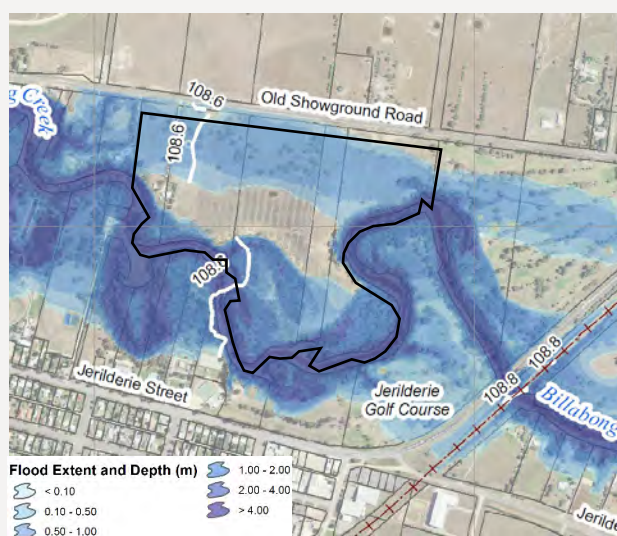 108.6
Old Showground Road
108.6
g Creek
108.6
108.8
108.8
Jerilderie Street
Jerilderie
Golf Course
Billabong
Jerilde
Flood Extent and Depth (m)
< 0.10
0.10 - 0.50
0.50 - 1.00
1.00 - 2.00
2.00 - 4.00
> 4.00